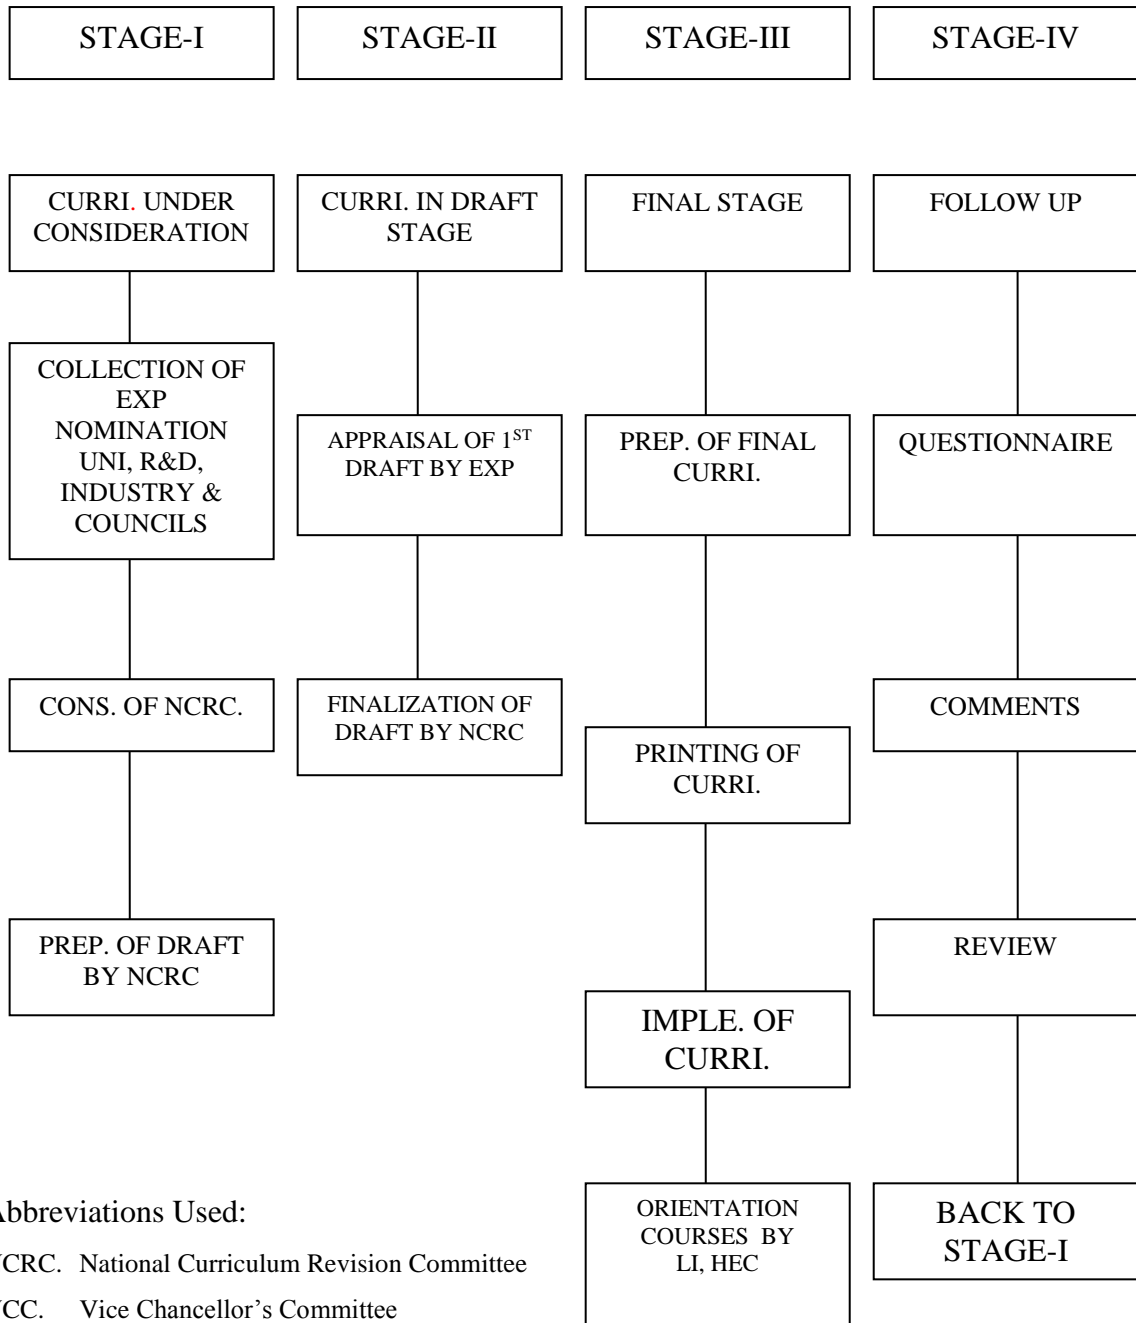 STAGE-I
STAGE-II
STAGE-III
STAGE-IV
CURRI. UNDER
CONSIDERATION
COLLECTION OF
EXP
NOMINATION
UNI, R&D,
INDUSTRY &
COUNCILS
CONS. OF NCRC.
PREP. OF DRAFT
BY NCRC
CURRI. IN DRAFT
STAGE
APPRAISAL OF 1ST
DRAFT BY EXP
FINALIZATION OF
DRAFT BY NCRC
FINAL STAGE
PREP. OF FINAL
CURRI.
PRINTING OF
CURRI.
IMPLE. OF
CURRI.
ORIENTATION
COURSES BY
LI, HEC
FOLLOW UP
QUESTIONNAIRE
COMMENTS
REVIEW
BACK TO
STAGE-I
Abbreviations Used:
NCRC. National Curriculum Revision Committee
VCC. Vice Chancellor's Committee